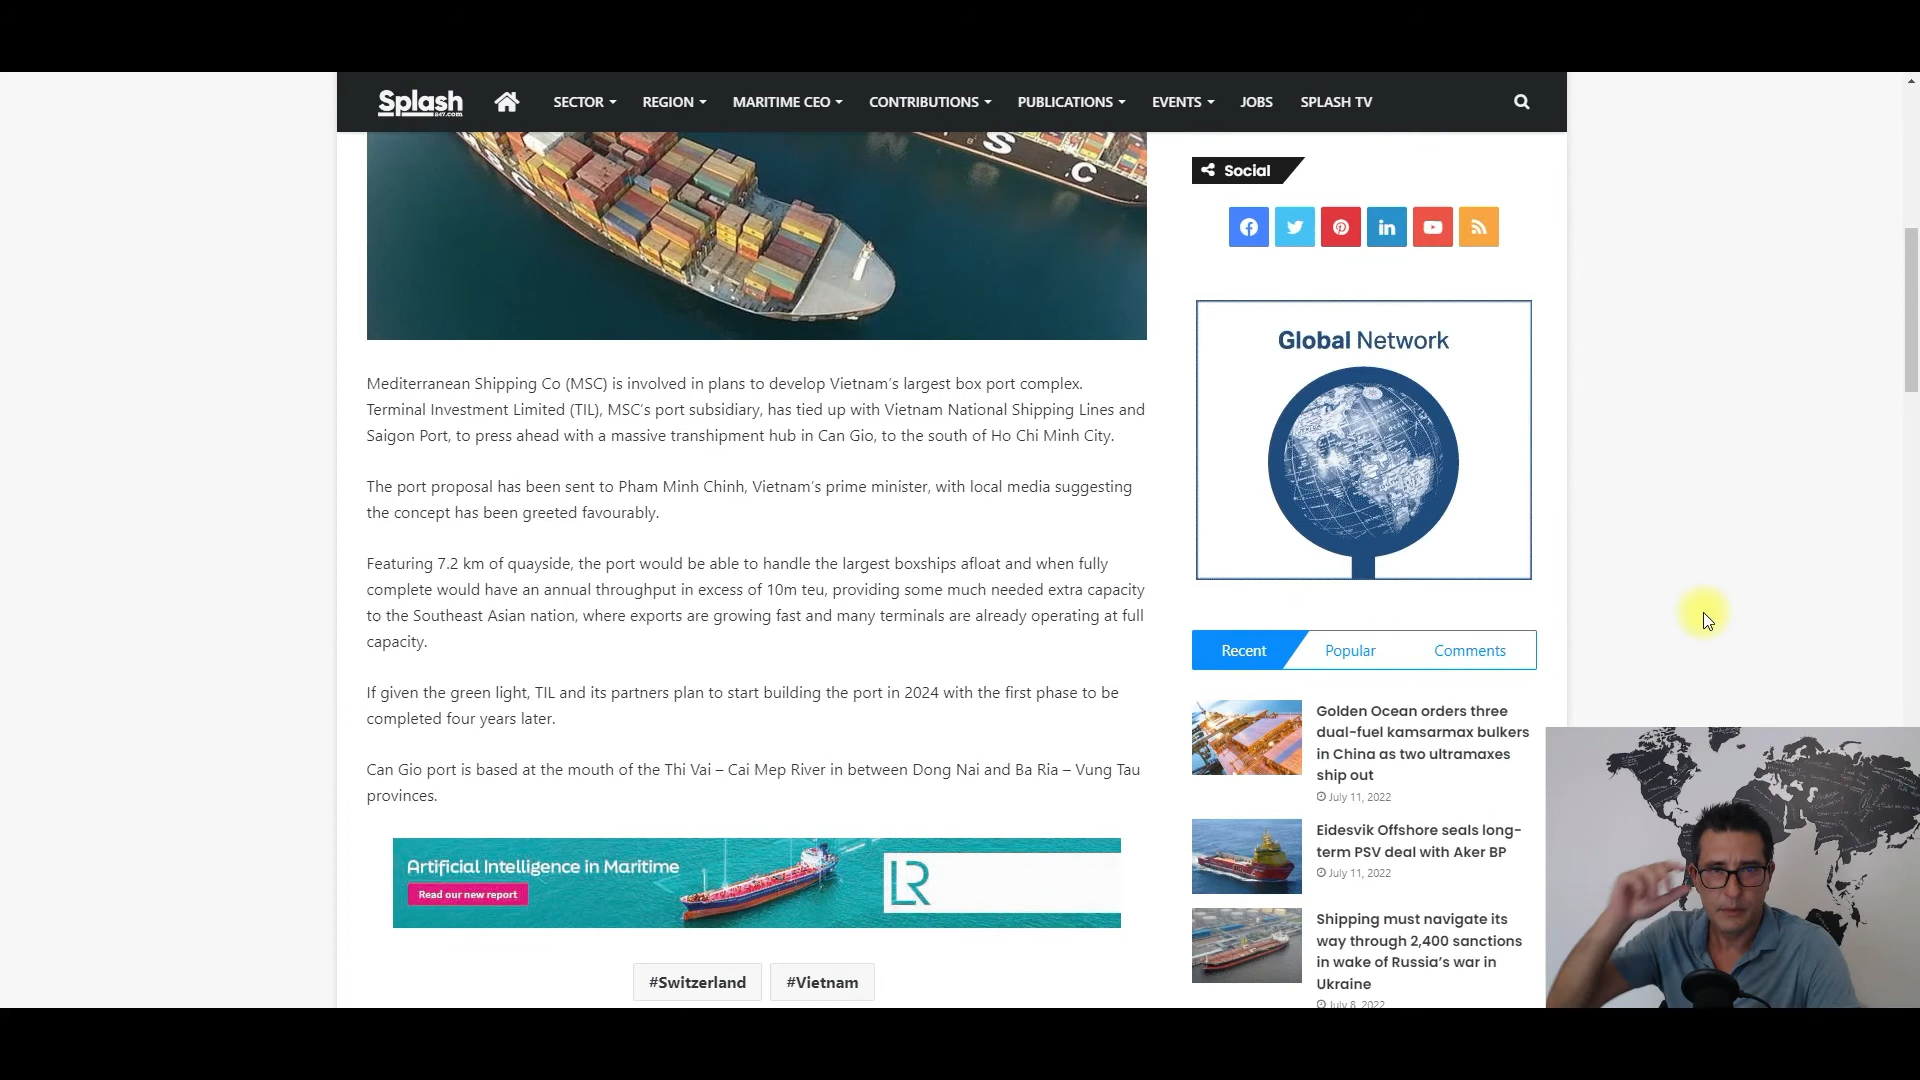 Splash
247.com
SECTOR
REGION
MARITIME CEO
CONTRIBUTIONS
PUBLICATIONS
EVENTS
JOBS
SPLASH TV
S
C
C
Mediterranean Shipping Co (MSC) is involved in plans to develop Vietnam’s largest box port complex.
Terminal Investment Limited (TIL), MSC’s port subsidiary, has tied up with Vietnam National Shipping Lines and
Saigon Port, to press ahead with a massive transhipment hub in Can Gio, to the south of Ho Chi Minh City.
The port proposal has been sent to Pham Minh Chinh, Vietnam’s prime minister, with local media suggesting
the concept has been greeted favourably.
Featuring 7.2 km of quayside, the port would be able to handle the largest boxships afloat and when fully
complete would have an annual throughput in excess of 10m teu, providing some much needed extra capacity
to the Southeast Asian nation, where exports are growing fast and many terminals are already operating at full
capacity.
If given the green light, TIL and its partners plan to start building the port in 2024 with the first phase to be
completed four years later.
Can Gio port is based at the mouth of the Thi Vai – Cai Mep River in between Dong Nai and Ba Ria – Vung Tau
provinces.
Artificial Intelligence in Maritime
Read our new report
LR
#Switzerland
#Vietnam
Social
Global Network
Recent
Popular
Comments
Golden Ocean orders three
dual-fuel kamsarmax bulkers
in China as two ultramaxes
ship out
July 11, 2022
Eidesvik Offshore seals long-
term PSV deal with Aker BP
July 11, 2022
Shipping must navigate its
way through 2,400 sanctions
in wake of Russia’s war in
Ukraine
July 8, 2022